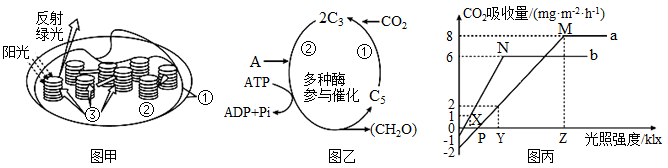 反射
绿光
阳光
①
②
③
图甲
2C₃
CO₂
②
①
A
ATP
多种酶
参与催化
C₅
ADP+Pi
(CH₂O)
图乙
CO₂吸收量/(mg·m⁻²·h⁻¹)
8
6
2
1
0
-1
-2
M
a
N
b
X
P
Y
Z
光照强度/klx
图丙